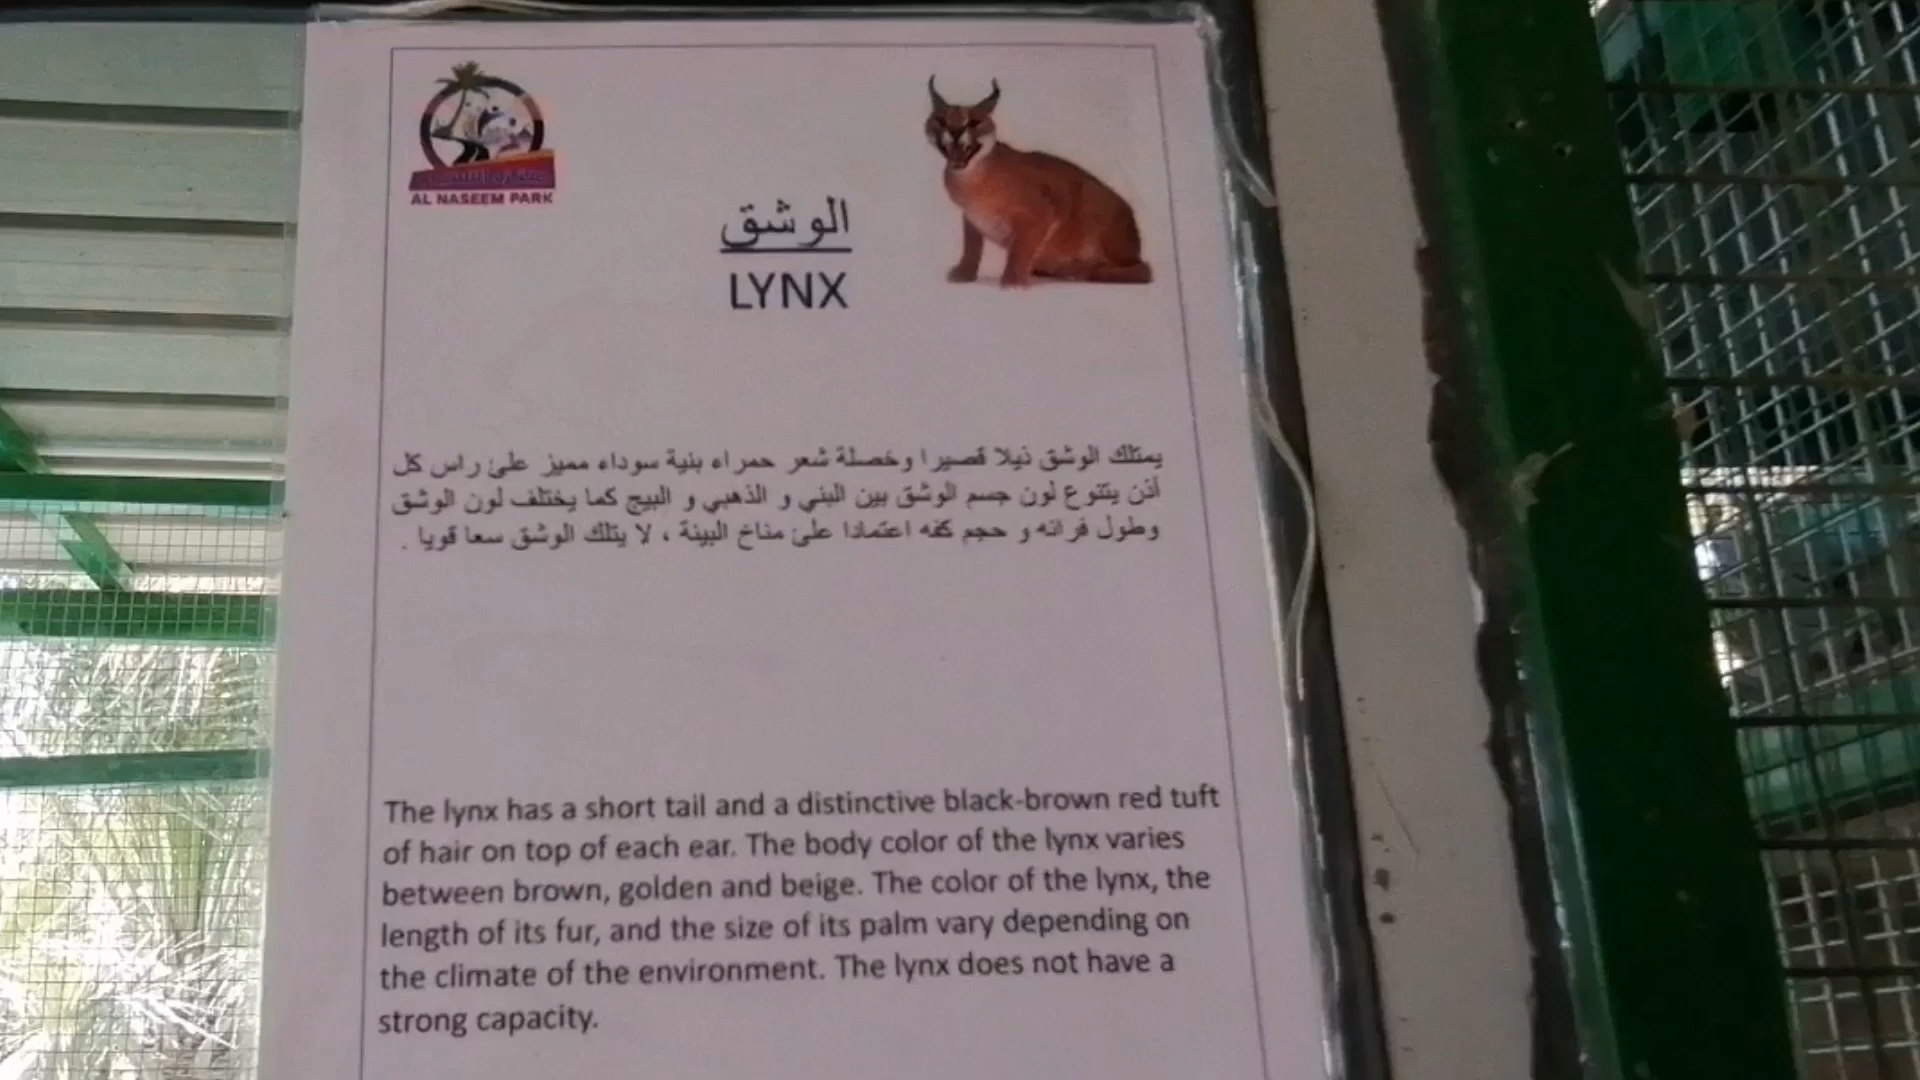 AL NASEEM PARK
الوشق
LYNX
يمتلك الوشق ذيلا قصيرا وخصلة شعر حمراء بنية سوداء مميز على راس كل
أذن يتنوع لون جسم الوشق بين البني و الذهبي و البيج كما يختلف لون الوشق
وطول فرائه و حجم كفه اعتمادا على مناخ البيئة ، لا يتلك الوشق سعا قويا .
The lynx has a short tail and a distinctive black-brown red tuft
of hair on top of each ear. The body color of the lynx varies
between brown, golden and beige. The color of the lynx, the
length of its fur, and the size of its palm vary depending on
the climate of the environment. The lynx does not have a
strong capacity.